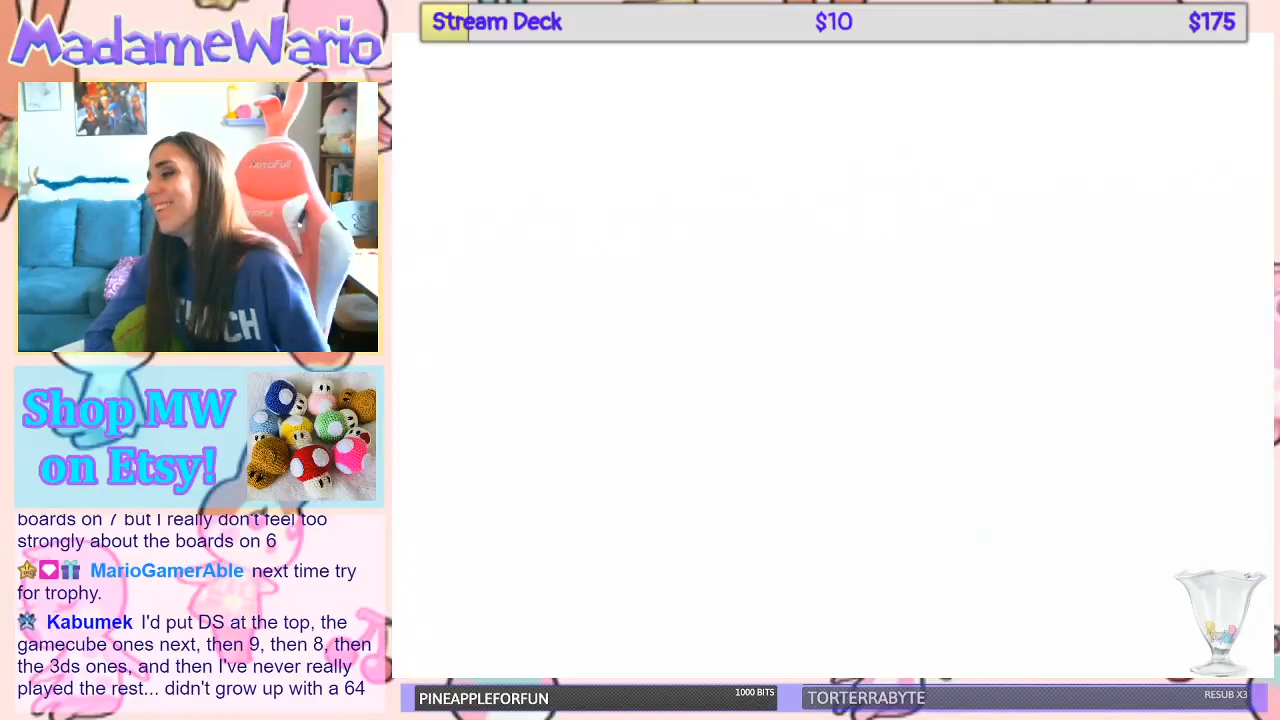 MadameWario
Stream Deck $10 $175
Shop MW
on Etsy!
boards on 7 but I really don't feel too
strongly about the boards on 6
MarioGamerAble next time try
for trophy.
Kabumek I'd put DS at the top, the
gamecube ones next, then 9, then 8, then
the 3ds ones, and then I've never really
played the rest... didn't grow up with a 64
PINEAPPLEFORFUN 1000 BITS
TORTERRABYTE RESUB X3